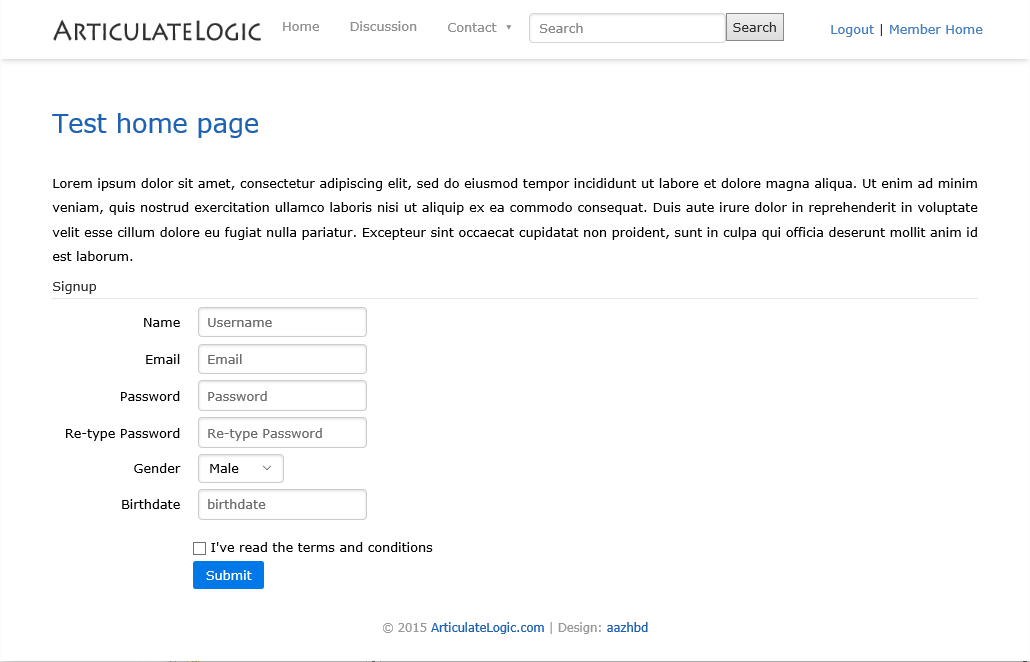 ArticulateLogic Home Discussion Contact ▾ Search Search Logout | Member Home
Test home page
Lorem ipsum dolor sit amet, consectetur adipiscing elit, sed do eiusmod tempor incididunt ut labore et dolore magna aliqua. Ut enim ad minim
veniam, quis nostrud exercitation ullamco laboris nisi ut aliquip ex ea commodo consequat. Duis aute irure dolor in reprehenderit in voluptate
velit esse cillum dolore eu fugiat nulla pariatur. Excepteur sint occaecat cupidatat non proident, sunt in culpa qui officia deserunt mollit anim id
est laborum.
Signup
Name Username
Email Email
Password Password
Re-type Password Re-type Password
Gender Male
Birthdate birthdate
I've read the terms and conditions
Submit
© 2015 ArticulateLogic.com | Design: aazhbd